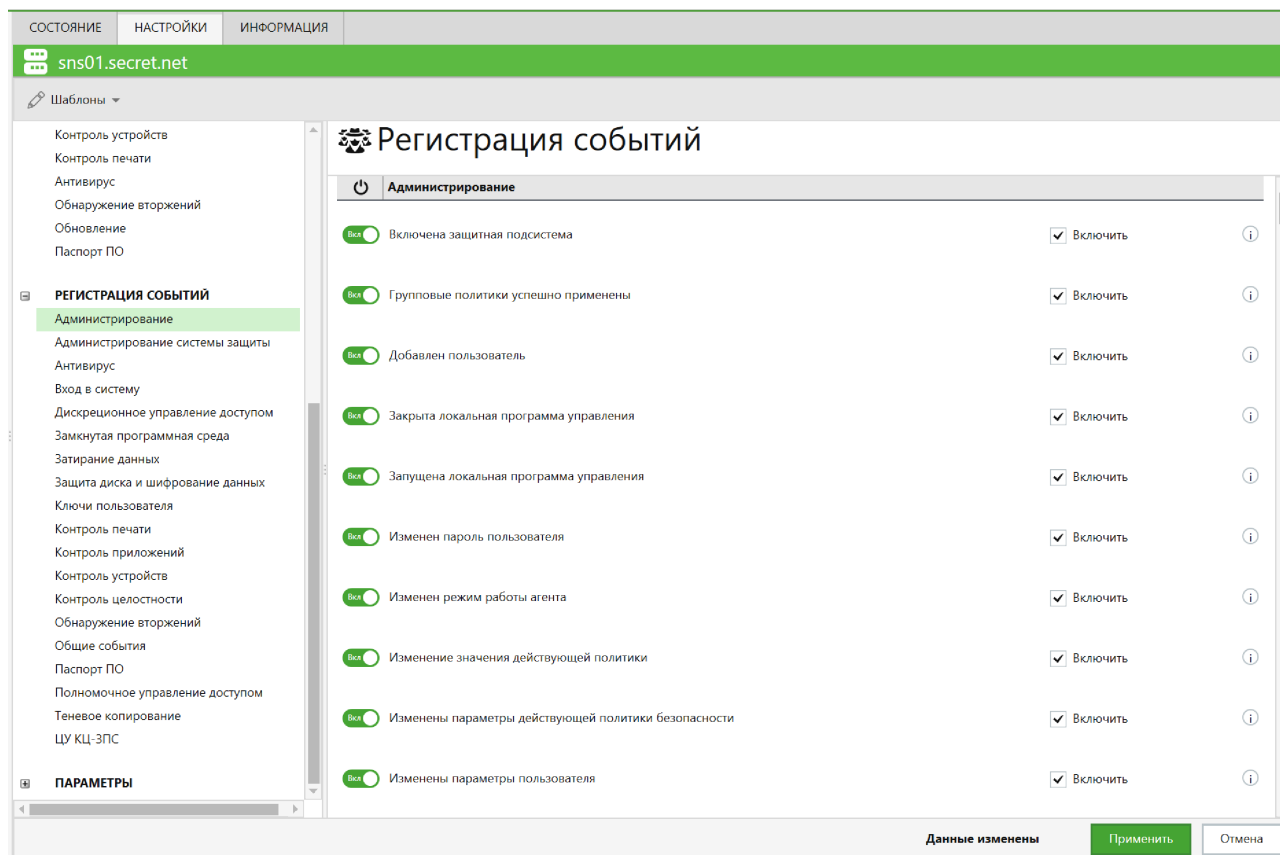 СОСТОЯНИЕ НАСТРОЙКИ ИНФОРМАЦИЯ
sns01.secret.net
Шаблоны
Контроль устройств
Контроль печати
Антивирус
Обнаружение вторжений
Обновление
Паспорт ПО
РЕГИСТРАЦИЯ СОБЫТИЙ
Администрирование
Администрирование системы защиты
Антивирус
Вход в систему
Дискреционное управление доступом
Замкнутая программная среда
Затирание данных
Защита диска и шифрование данных
Ключи пользователя
Контроль печати
Контроль приложений
Контроль устройств
Контроль целостности
Обнаружение вторжений
Общие события
Паспорт ПО
Полномочное управление доступом
Теневое копирование
ЦУ КЦ-ЗПС
ПАРАМЕТРЫ
Регистрация событий
Администрирование
Вкл Включена защитная подсистема Включить
Вкл Групповые политики успешно применены Включить
Вкл Добавлен пользователь Включить
Вкл Закрыта локальная программа управления Включить
Вкл Запущена локальная программа управления Включить
Вкл Изменен пароль пользователя Включить
Вкл Изменен режим работы агента Включить
Вкл Изменение значения действующей политики Включить
Вкл Изменены параметры действующей политики безопасности Включить
Вкл Изменены параметры пользователя Включить
Данные изменены Применить Отмена